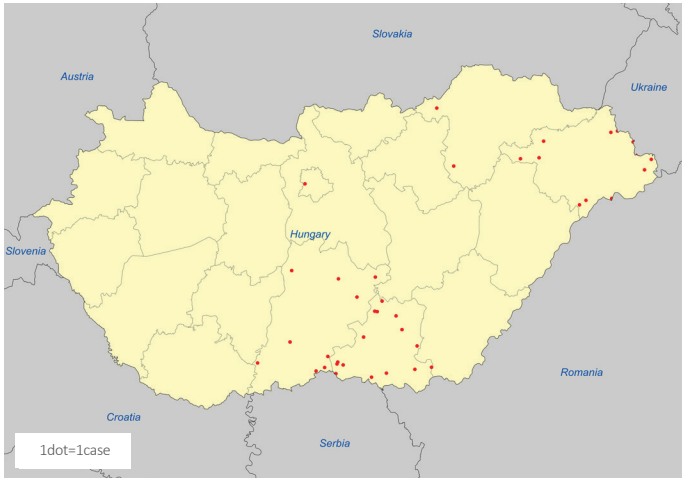 Slovakia
Austria
Ukraine
Hungary
Slovenia
Romania
Croatia
Serbia
1dot=1case